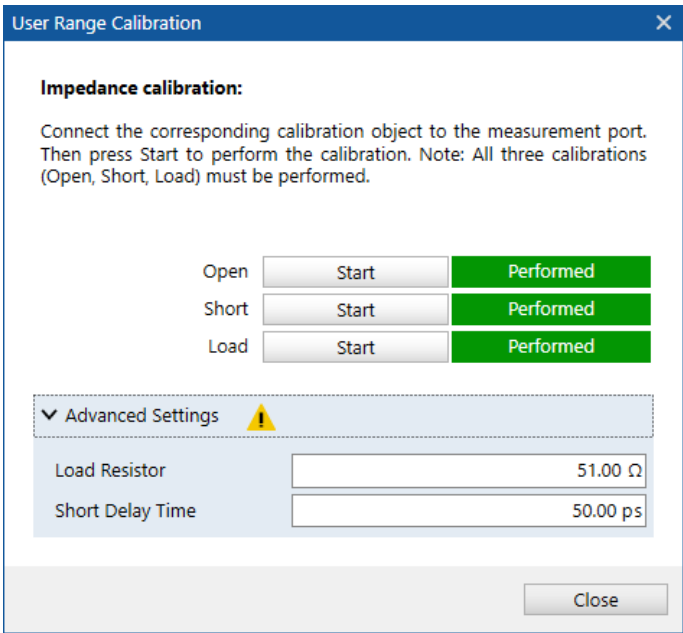 User Range Calibration
Impedance calibration:
Connect the corresponding calibration object to the measurement port.
Then press Start to perform the calibration. Note: All three calibrations
(Open, Short, Load) must be performed.
Open Start Performed
Short Start Performed
Load Start Performed
Advanced Settings
Load Resistor 51.00 Ω
Short Delay Time 50.00 ps
Close